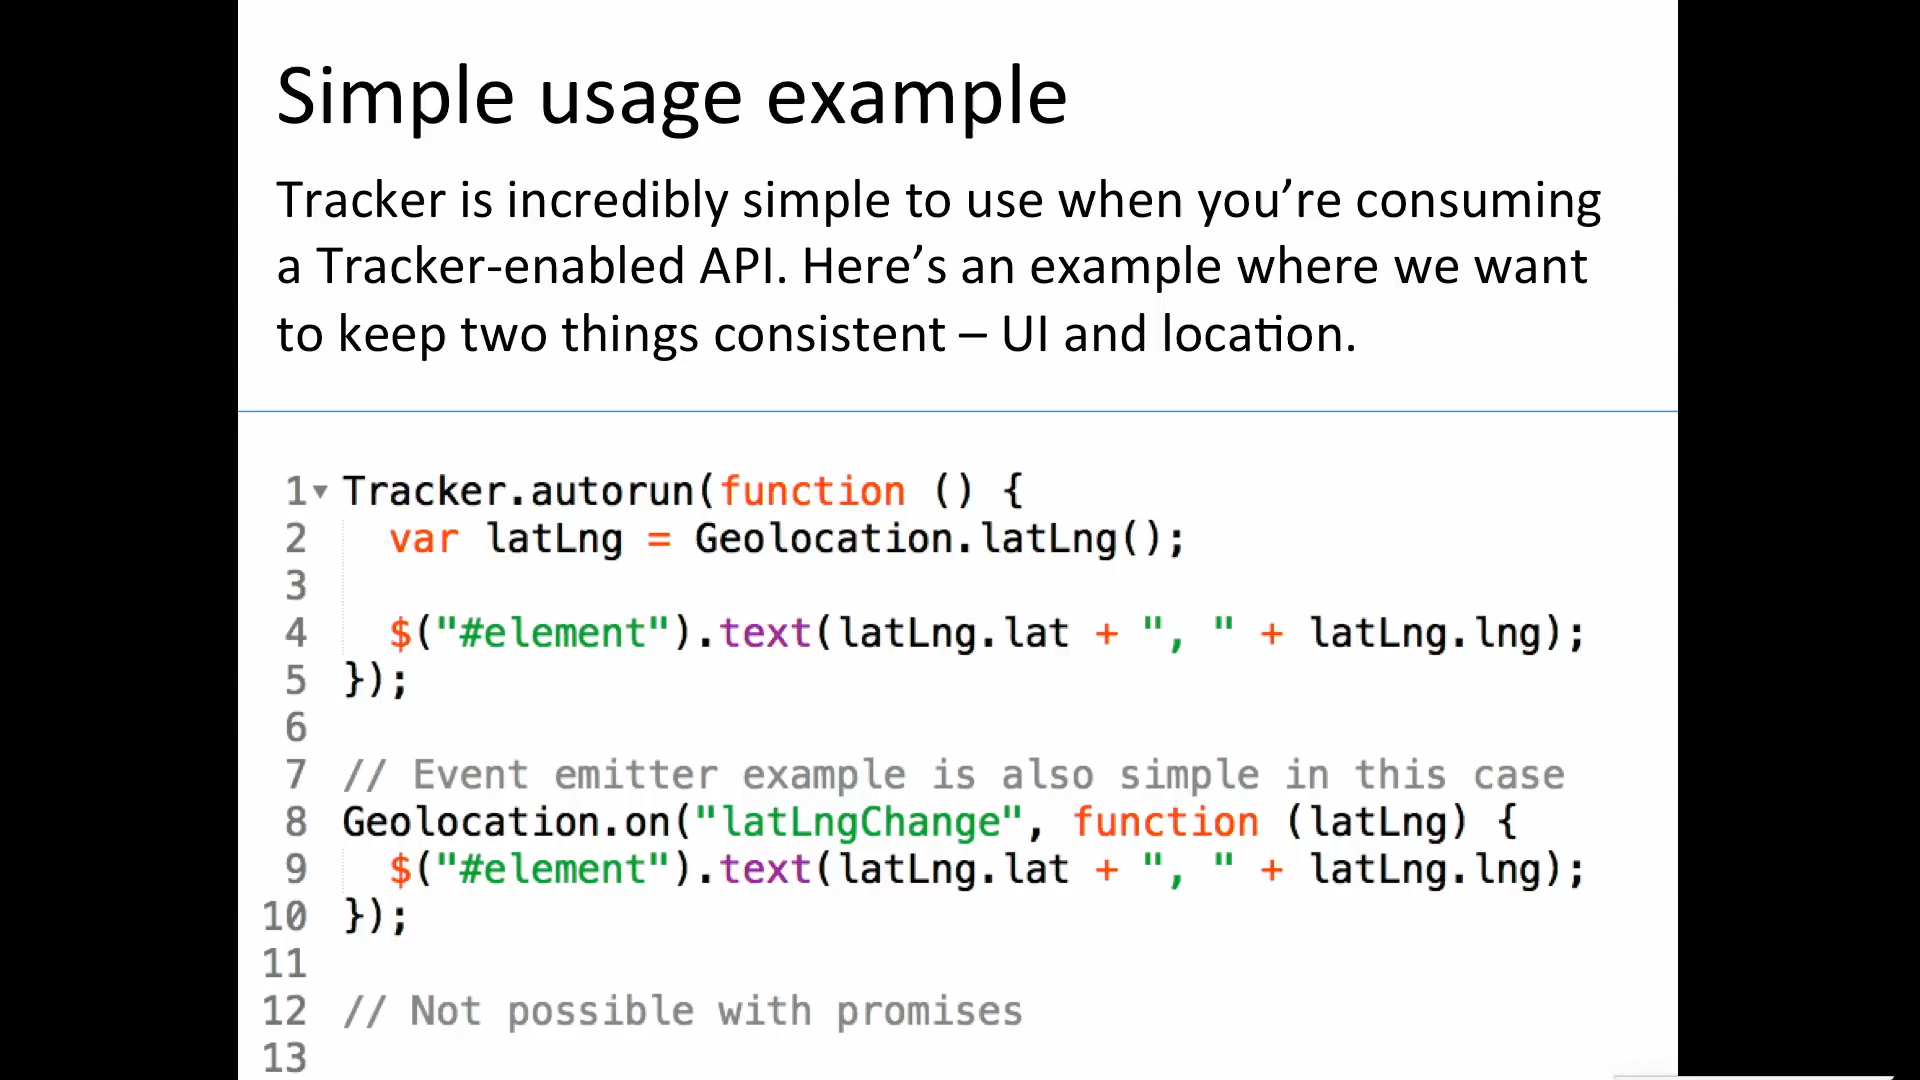 Simple usage example
Tracker is incredibly simple to use when you’re consuming
a Tracker-enabled API. Here’s an example where we want
to keep two things consistent – UI and location.
1 Tracker.autorun(function () {
2   var latLng = Geolocation.latLng();
3
4   $("#element").text(latLng.lat + ", " + latLng.lng);
5 });
6
7 // Event emitter example is also simple in this case
8 Geolocation.on("latLngChange", function (latLng) {
9   $("#element").text(latLng.lat + ", " + latLng.lng);
10 });
11
12 // Not possible with promises
13